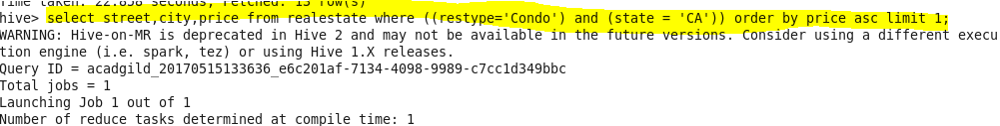 Time taken: 22.858 seconds, Fetched: 15 row(s)
hive> select street,city,price from realestate where ((restype='Condo') and (state = 'CA')) order by price asc limit 1;
WARNING: Hive-on-MR is deprecated in Hive 2 and may not be available in the future versions. Consider using a different execu
tion engine (i.e. spark, tez) or using Hive 1.X releases.
Query ID = acadgild_20170515133636_e6c201af-7134-4098-9989-c7cc1d349bbc
Total jobs = 1
Launching Job 1 out of 1
Number of reduce tasks determined at compile time: 1